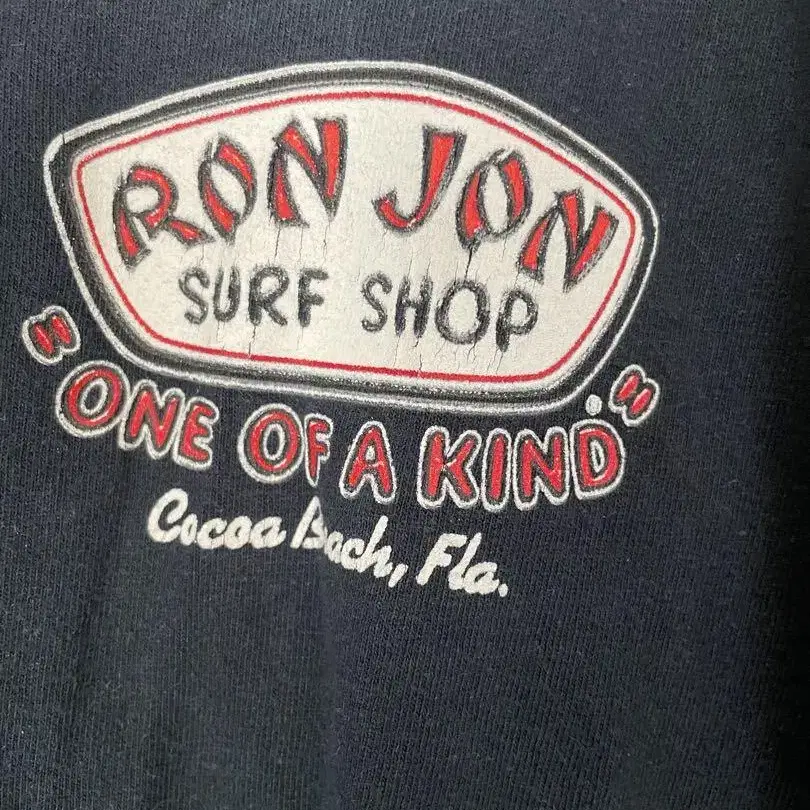 RON JON
SURF SHOP
"ONE OF A KIND"
Cocoa Beach, Fla.